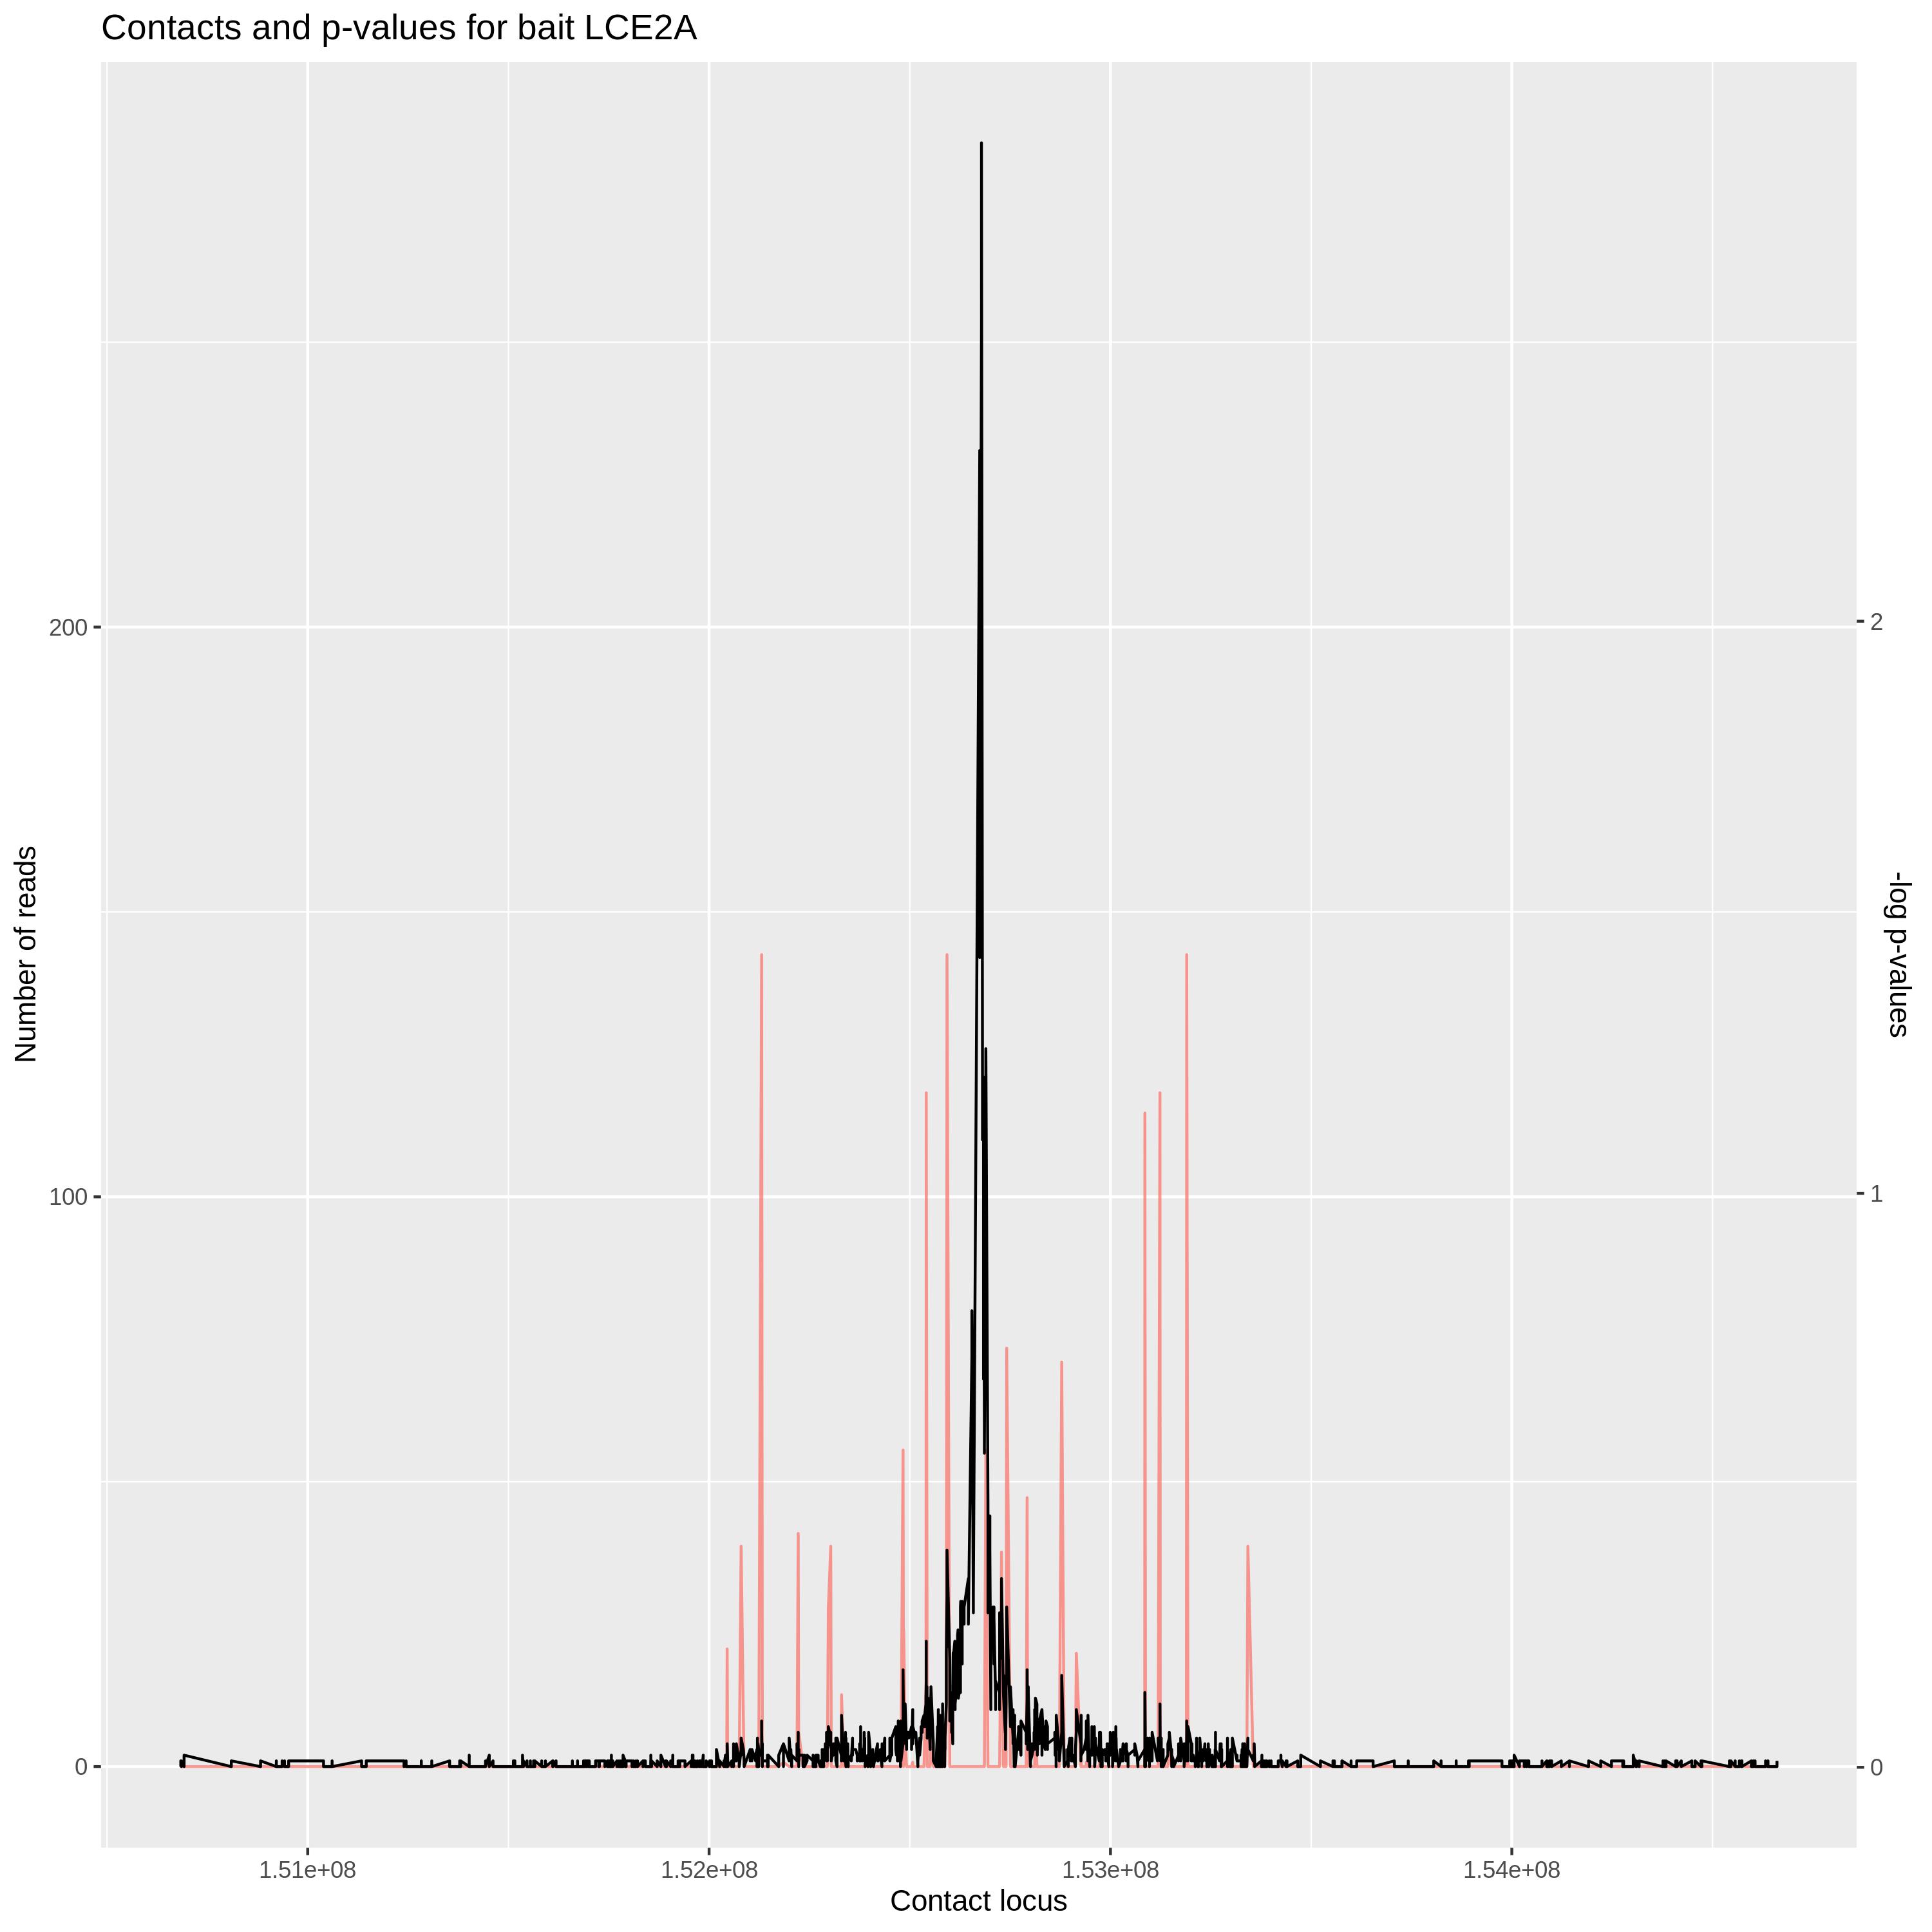 Contacts and p-values for bait LCE2A
200
100
0
Number of reads
2
1
0
-log p-values
1.51e+08 1.52e+08 1.53e+08 1.54e+08
Contact locus